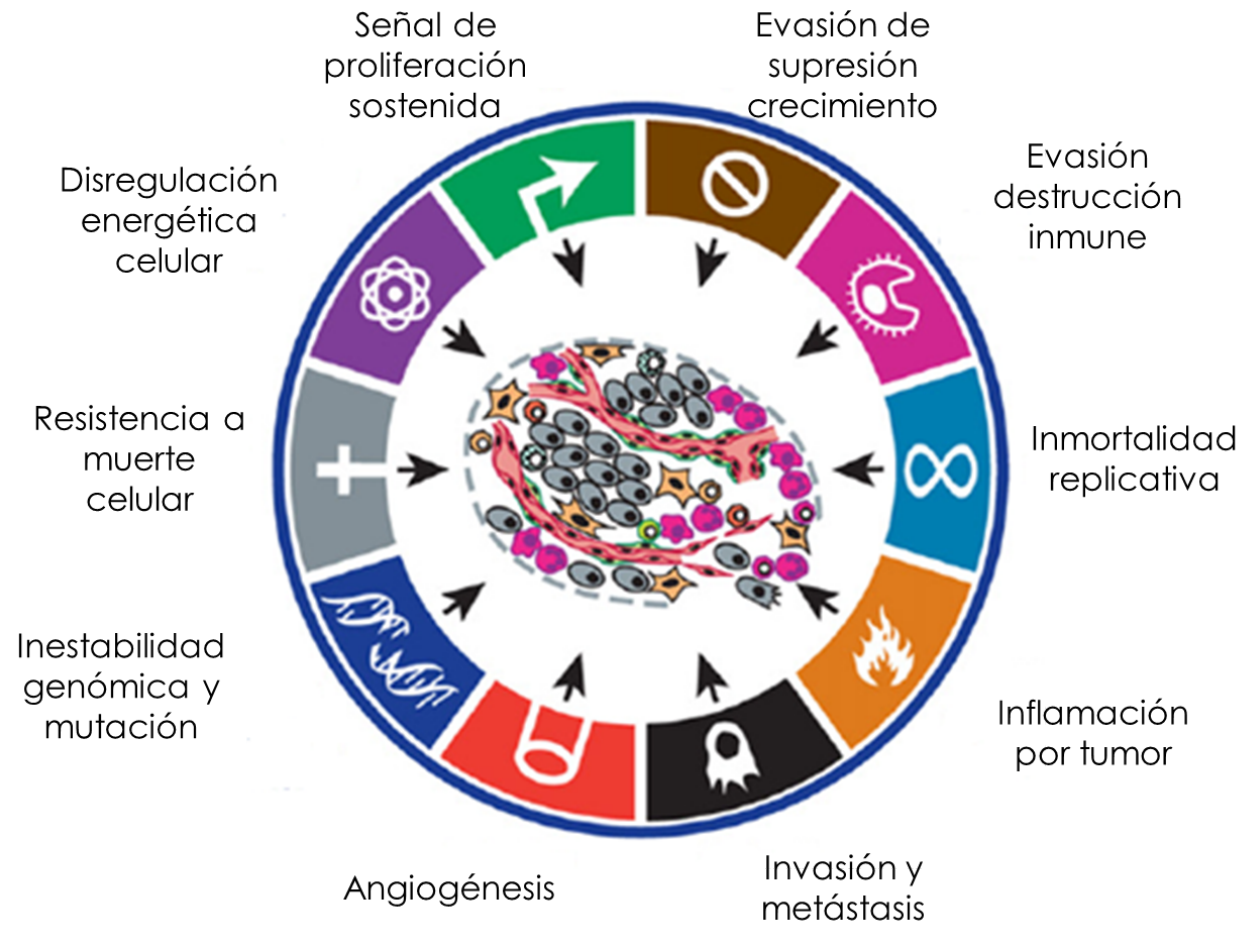 Señal de
proliferación
sostenida
Evasión de
supresión
crecimiento
Evasión
destrucción
inmune
Disregulación
energética
celular
Resistencia a
muerte
celular
Inmortalidad
replicativa
Inestabilidad
genómica y
mutación
Inflamación
por tumor
Angiogénesis
Invasión y
metástasis